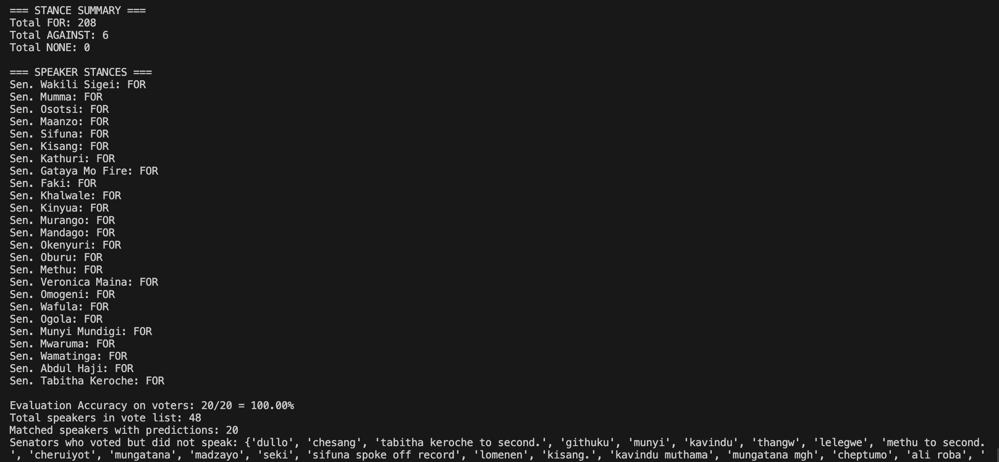 === STANCE SUMMARY ===
Total FOR: 208
Total AGAINST: 6
Total NONE: 0
=== SPEAKER STANCES ===
Sen. Wakili Sigei: FOR
Sen. Mumma: FOR
Sen. Osotsi: FOR
Sen. Maanzo: FOR
Sen. Sifuna: FOR
Sen. Kisang: FOR
Sen. Kathuri: FOR
Sen. Gataya Mo Fire: FOR
Sen. Faki: FOR
Sen. Khalwale: FOR
Sen. Kinyua: FOR
Sen. Murango: FOR
Sen. Mandago: FOR
Sen. Okenyuri: FOR
Sen. Oburu: FOR
Sen. Methu: FOR
Sen. Veronica Maina: FOR
Sen. Omogeni: FOR
Sen. Wafula: FOR
Sen. Ogola: FOR
Sen. Munyi Mundigi: FOR
Sen. Mwaruma: FOR
Sen. Wamatinga: FOR
Sen. Abdul Haji: FOR
Sen. Tabitha Keroche: FOR
Evaluation Accuracy on voters: 20/20 = 100.00%
Total speakers in vote list: 48
Matched speakers with predictions: 20
Senators who voted but did not speak: {'dullo', 'chesang', 'tabitha keroche to second.', 'githuku', 'munyi', 'kavindu', 'thangw', 'lelegwe', 'methu to second.
', 'cheruiyot', 'mungatana', 'madzayo', 'seki', 'sifuna spoke off record', 'lomenen', 'kisang.', 'kavindu muthama', 'mungatana mgh', 'cheptumo', 'ali roba', '